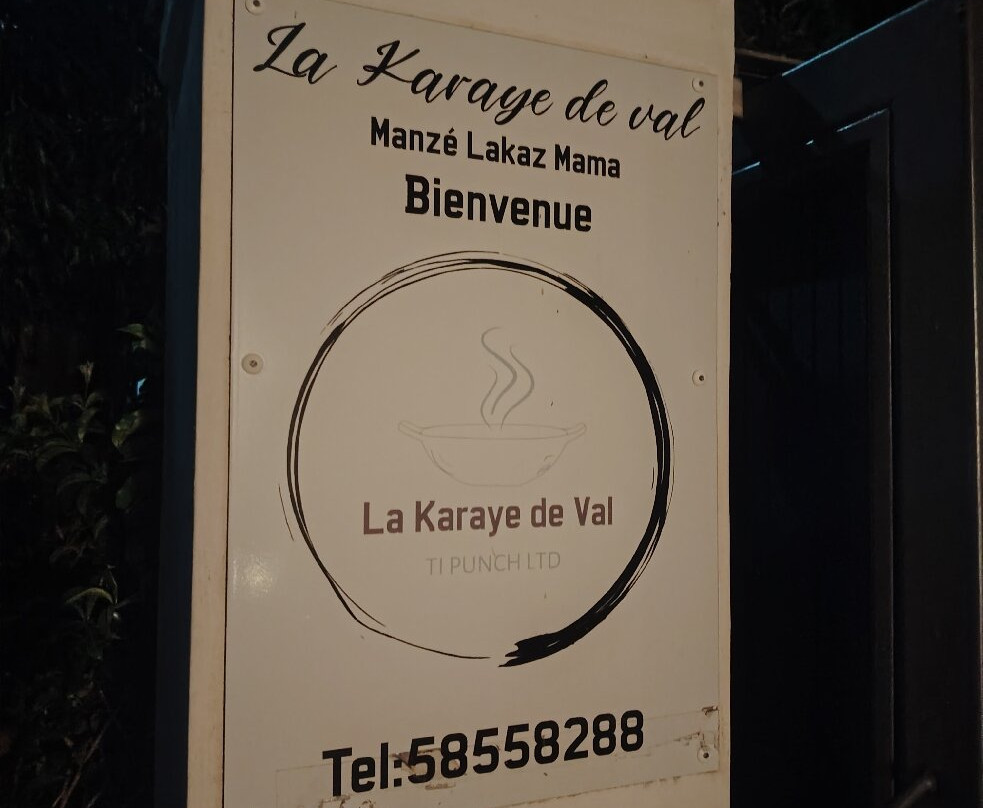 La Karaye de val
Manzé Lakaz Mama
Bienvenue
La Karaye de Val
TI PUNCH LTD
Tel:58558288